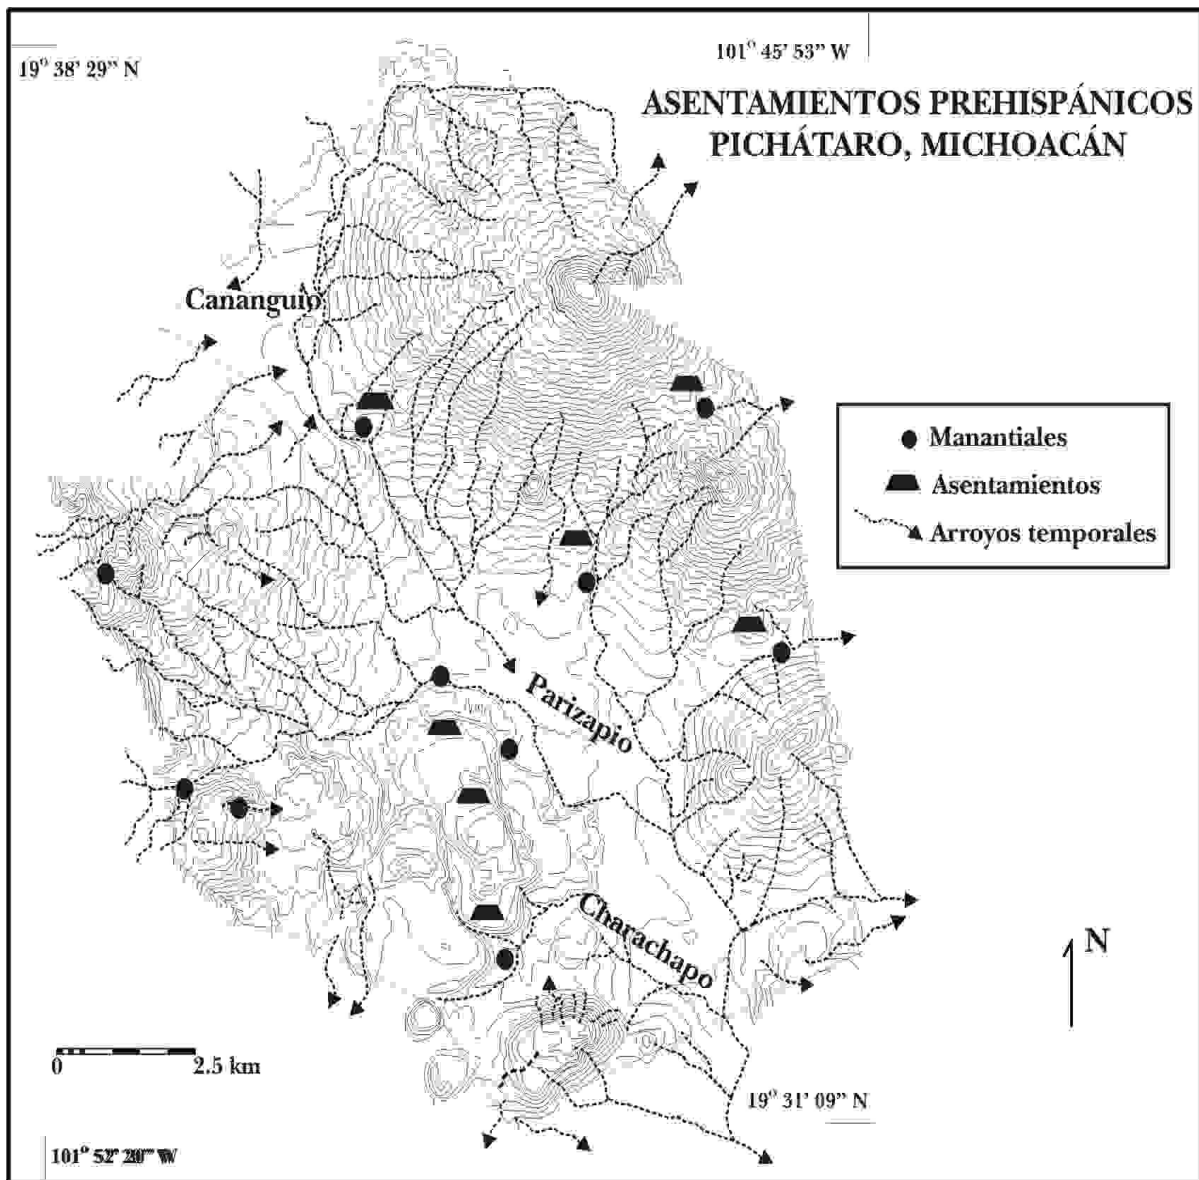 19° 38' 29" N
101° 45' 53" W
ASENTAMIENTOS PREHISPÁNICOS
PICHÁTARO, MICHOACÁN
Cananguio
Manantiales
Asentamientos
Arroyos temporales
Parizapio
Charachapo
N
0
2.5 km
19° 31' 09" N
101° 52'